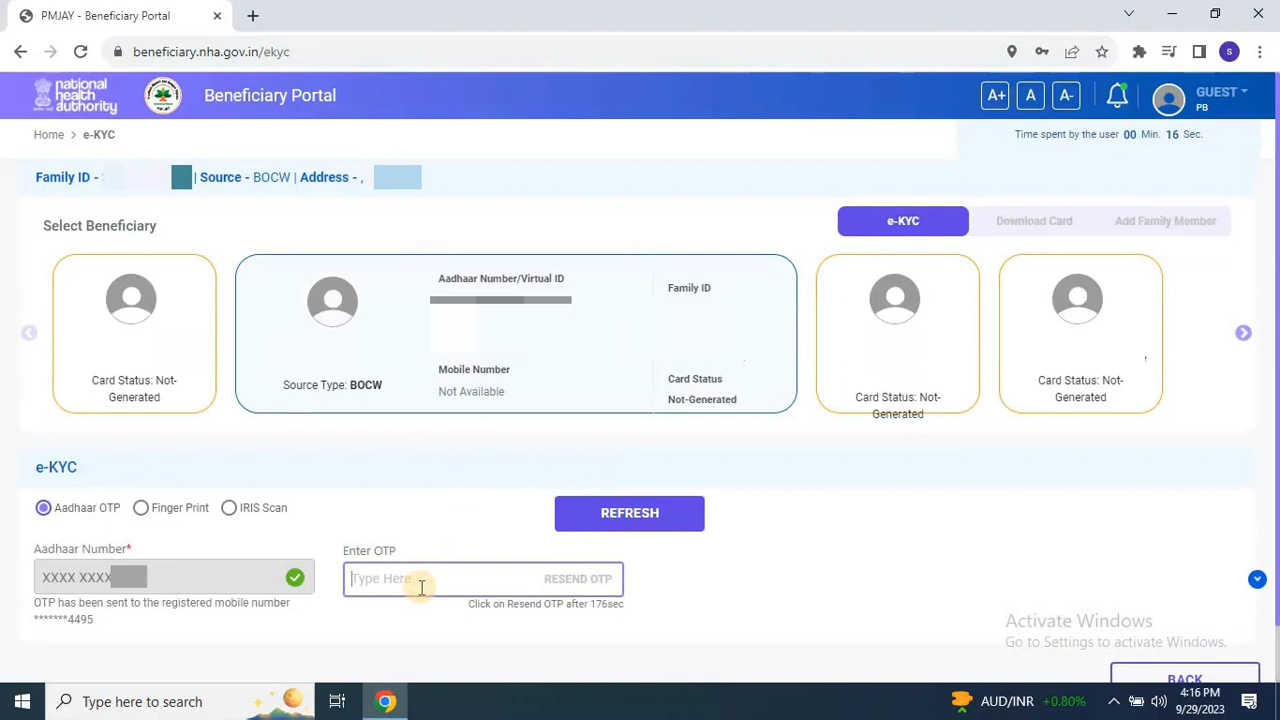 PMJAY - Beneficiary Portal
beneficiary.nha.gov.in/ekyc
S
national
health
authority
Beneficiary Portal
A+ A A-
GUEST
PB
Home > e-KYC
Time spent by the user 00 Min. 16 Sec.
Family ID - | Source - BOCW | Address - ,
Select Beneficiary
e-KYC Download Card Add Family Member
Card Status: Not-
Generated
Source Type: BOCW
Aadhaar Number/Virtual ID
Mobile Number
Not Available
Family ID
Card Status
Not-Generated
Card Status: Not-
Generated
Card Status: Not-
Generated
e-KYC
Aadhaar OTP Finger Print IRIS Scan
REFRESH
Aadhaar Number*
XXXX XXXX
OTP has been sent to the registered mobile number
*******4495
Enter OTP
Type Here RESEND OTP
Click on Resend OTP after 176sec
Activate Windows
Go to Settings to activate Windows.
BACK
Type here to search
AUD/INR +0.80%
4:16 PM
9/29/2023